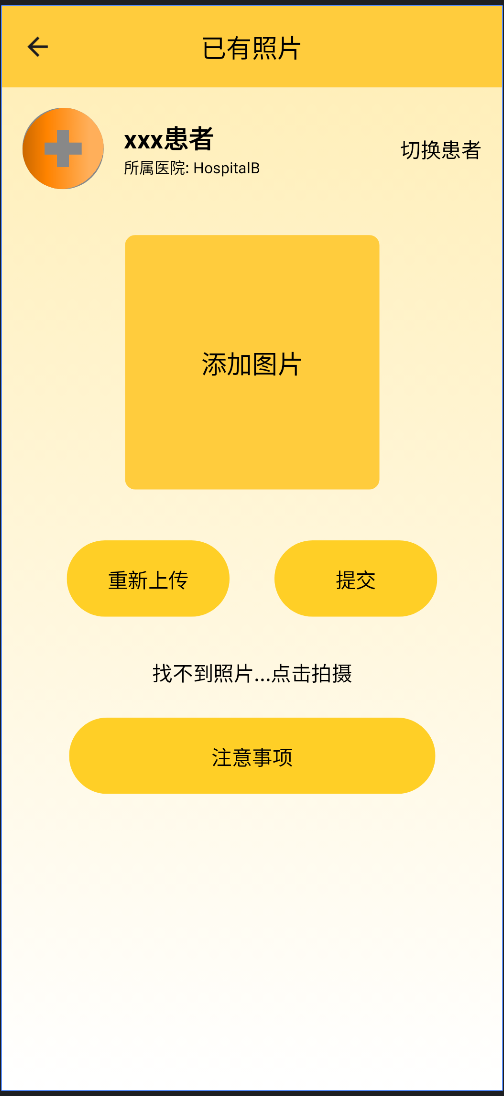 已有照片
xxx患者
所属医院: HospitalB
切换患者
添加图片
重新上传
提交
找不到照片...点击拍摄
注意事项